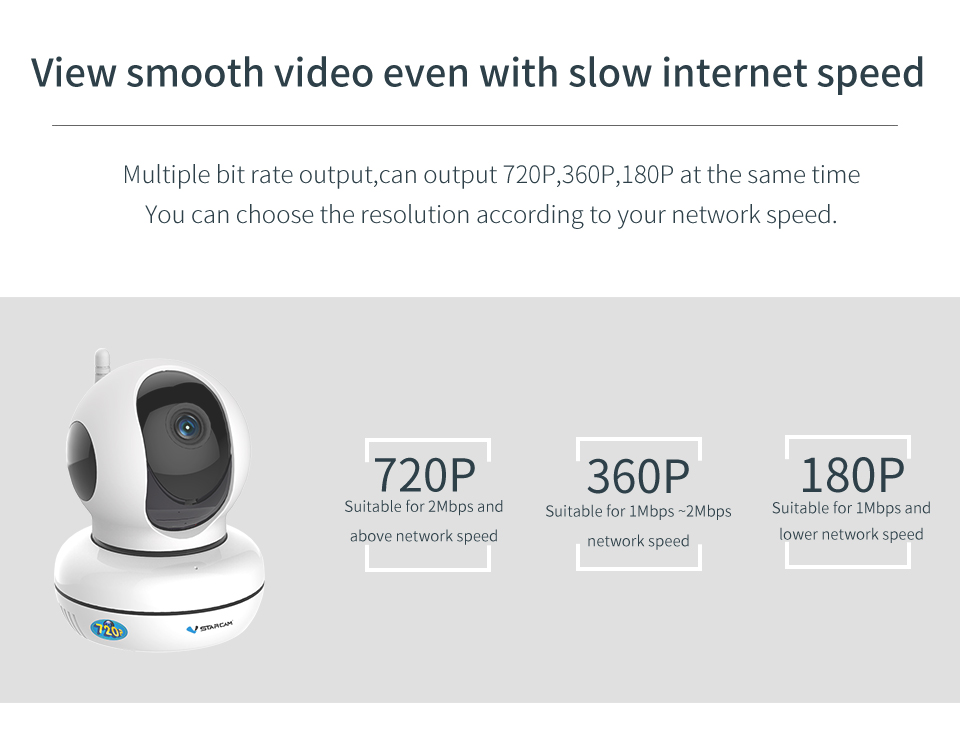 View smooth video even with slow internet speed
Multiple bit rate output,can output 720P,360P,180P at the same time
You can choose the resolution according to your network speed.
720P
Suitable for 2Mbps and
above network speed
360P
Suitable for 1Mbps ~2Mbps
network speed
180P
Suitable for 1Mbps and
lower network speed
720P
VSTARCAM